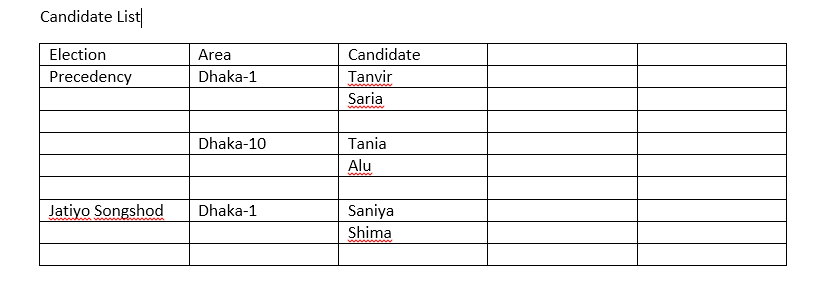 Candidate List
Election Area Candidate
Precedency Dhaka-1 Tanvir
Saria
Dhaka-10 Tania
Alu
Jatiyo Songshod Dhaka-1 Saniya
Shima